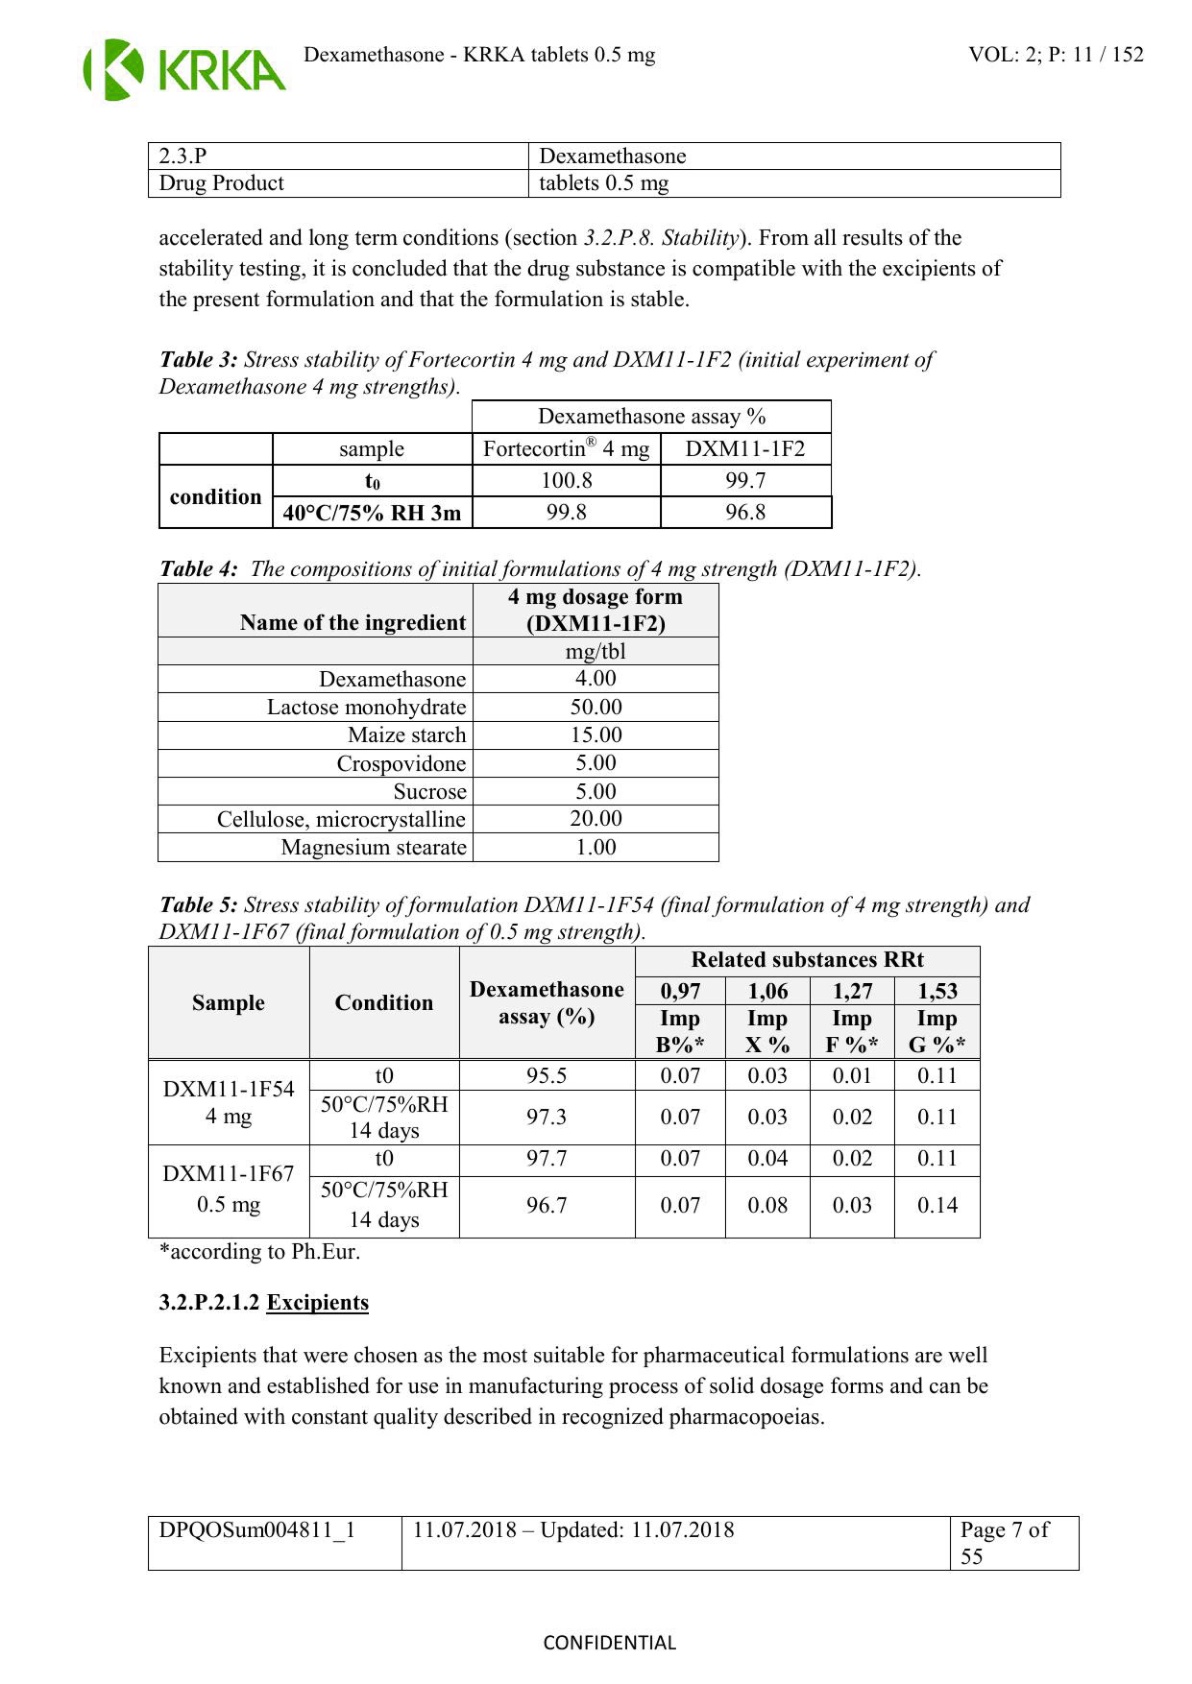 KRKA
Dexamethasone - KRKA tablets 0.5 mg
VOL: 2; P: 11 / 152
2.3.P Dexamethasone
Drug Product tablets 0.5 mg
accelerated and long term conditions (section 3.2.P.8. Stability). From all results of the
stability testing, it is concluded that the drug substance is compatible with the excipients of
the present formulation and that the formulation is stable.
Table 3: Stress stability of Fortecortin 4 mg and DXM11-1F2 (initial experiment of
Dexamethasone 4 mg strengths).
Dexamethasone assay %
sample Fortecortin® 4 mg DXM11-1F2
condition
t0 100.8 99.7
40°C/75% RH 3m 99.8 96.8
Table 4: The compositions of initial formulations of 4 mg strength (DXM11-1F2).
Name of the ingredient
4 mg dosage form
(DXM11-1F2)
mg/tbl
Dexamethasone 4.00
Lactose monohydrate 50.00
Maize starch 15.00
Crospovidone 5.00
Sucrose 5.00
Cellulose, microcrystalline 20.00
Magnesium stearate 1.00
Table 5: Stress stability of formulation DXM11-1F54 (final formulation of 4 mg strength) and
DXM11-1F67 (final formulation of 0.5 mg strength).
Sample
Condition
Dexamethasone
assay (%)
Related substances RRt
0,97 1,06 1,27 1,53
Imp Imp Imp Imp
B%* X % F %* G %*
DXM11-1F54
4 mg
t0 95.5 0.07 0.03 0.01 0.11
50°C/75%RH
14 days
97.3 0.07 0.03 0.02 0.11
DXM11-1F67
0.5 mg
t0 97.7 0.07 0.04 0.02 0.11
50°C/75%RH
14 days
96.7 0.07 0.08 0.03 0.14
*according to Ph.Eur.
3.2.P.2.1.2 Excipients
Excipients that were chosen as the most suitable for pharmaceutical formulations are well
known and established for use in manufacturing process of solid dosage forms and can be
obtained with constant quality described in recognized pharmacopoeias.
DPQOSum004811_1 11.07.2018 – Updated: 11.07.2018 Page 7 of
55
CONFIDENTIAL